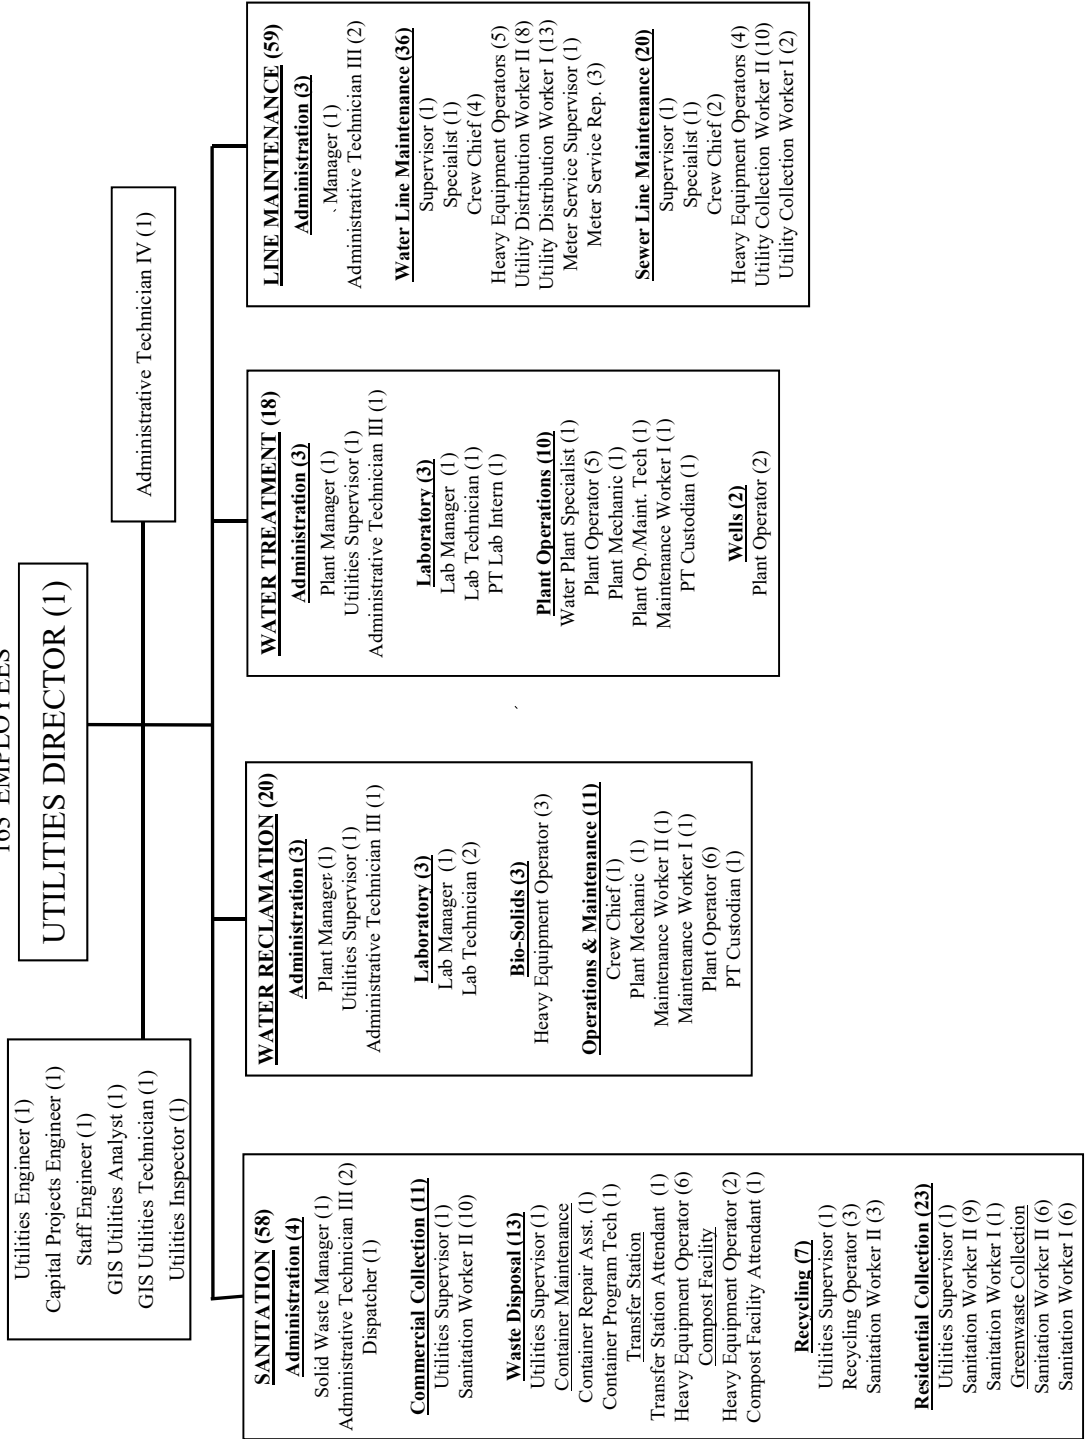 163 EMPLOYEES
UTILITIES DIRECTOR (1)
Utilities Engineer (1)
Capital Projects Engineer (1)
Staff Engineer (1)
GIS Utilities Analyst (1)
GIS Utilities Technician (1)
Utilities Inspector (1)
Administrative Technician IV (1)
SANITATION (58)
Administration (4)
Solid Waste Manager (1)
Administrative Technician III (2)
Dispatcher (1)
Commercial Collection (11)
Utilities Supervisor (1)
Sanitation Worker II (10)
Waste Disposal (13)
Utilities Supervisor (1)
Container Maintenance
Container Repair Asst. (1)
Container Program Tech (1)
Transfer Station
Transfer Station Attendant (1)
Heavy Equipment Operator (6)
Compost Facility
Heavy Equipment Operator (2)
Compost Facility Attendant (1)
Recycling (7)
Utilities Supervisor (1)
Recycling Operator (3)
Sanitation Worker II (3)
Residential Collection (23)
Utilities Supervisor (1)
Sanitation Worker II (9)
Sanitation Worker I (1)
Greenwaste Collection
Sanitation Worker II (6)
Sanitation Worker I (6)
WATER RECLAMATION (20)
Administration (3)
Plant Manager (1)
Utilities Supervisor (1)
Administrative Technician III (1)
Laboratory (3)
Lab Manager (1)
Lab Technician (2)
Bio-Solids (3)
Heavy Equipment Operator (3)
Operations & Maintenance (11)
Crew Chief (1)
Plant Mechanic (1)
Maintenance Worker II (1)
Maintenance Worker I (1)
Plant Operator (6)
PT Custodian (1)
WATER TREATMENT (18)
Administration (3)
Plant Manager (1)
Utilities Supervisor (1)
Administrative Technician III (1)
Laboratory (3)
Lab Manager (1)
Lab Technician (1)
PT Lab Intern (1)
Plant Operations (10)
Water Plant Specialist (1)
Plant Operator (5)
Plant Mechanic (1)
Plant Op./Maint. Tech (1)
Maintenance Worker I (1)
PT Custodian (1)
Wells (2)
Plant Operator (2)
LINE MAINTENANCE (59)
Administration (3)
Manager (1)
Administrative Technician III (2)
Water Line Maintenance (36)
Supervisor (1)
Specialist (1)
Crew Chief (4)
Heavy Equipment Operators (5)
Utility Distribution Worker II (8)
Utility Distribution Worker I (13)
Meter Service Supervisor (1)
Meter Service Rep. (3)
Sewer Line Maintenance (20)
Supervisor (1)
Specialist (1)
Crew Chief (2)
Heavy Equipment Operators (4)
Utility Collection Worker II (10)
Utility Collection Worker I (2)